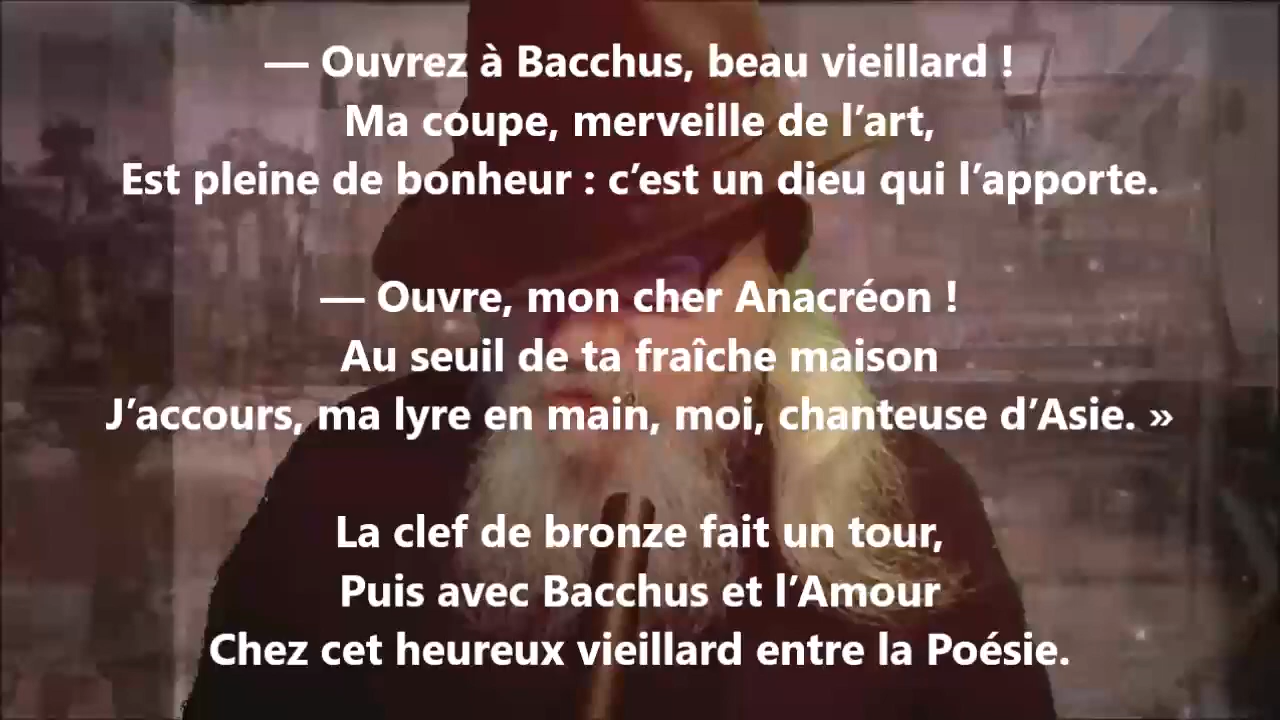 — Ouvrez à Bacchus, beau vieillard !
Ma coupe, merveille de l’art,
Est pleine de bonheur : c’est un dieu qui l’apporte.
— Ouvre, mon cher Anacréon !
Au seuil de ta fraîche maison
J’accours, ma lyre en main, moi, chanteuse d’Asie. »
La clef de bronze fait un tour,
Puis avec Bacchus et l’Amour
Chez cet heureux vieillard entre la Poésie.